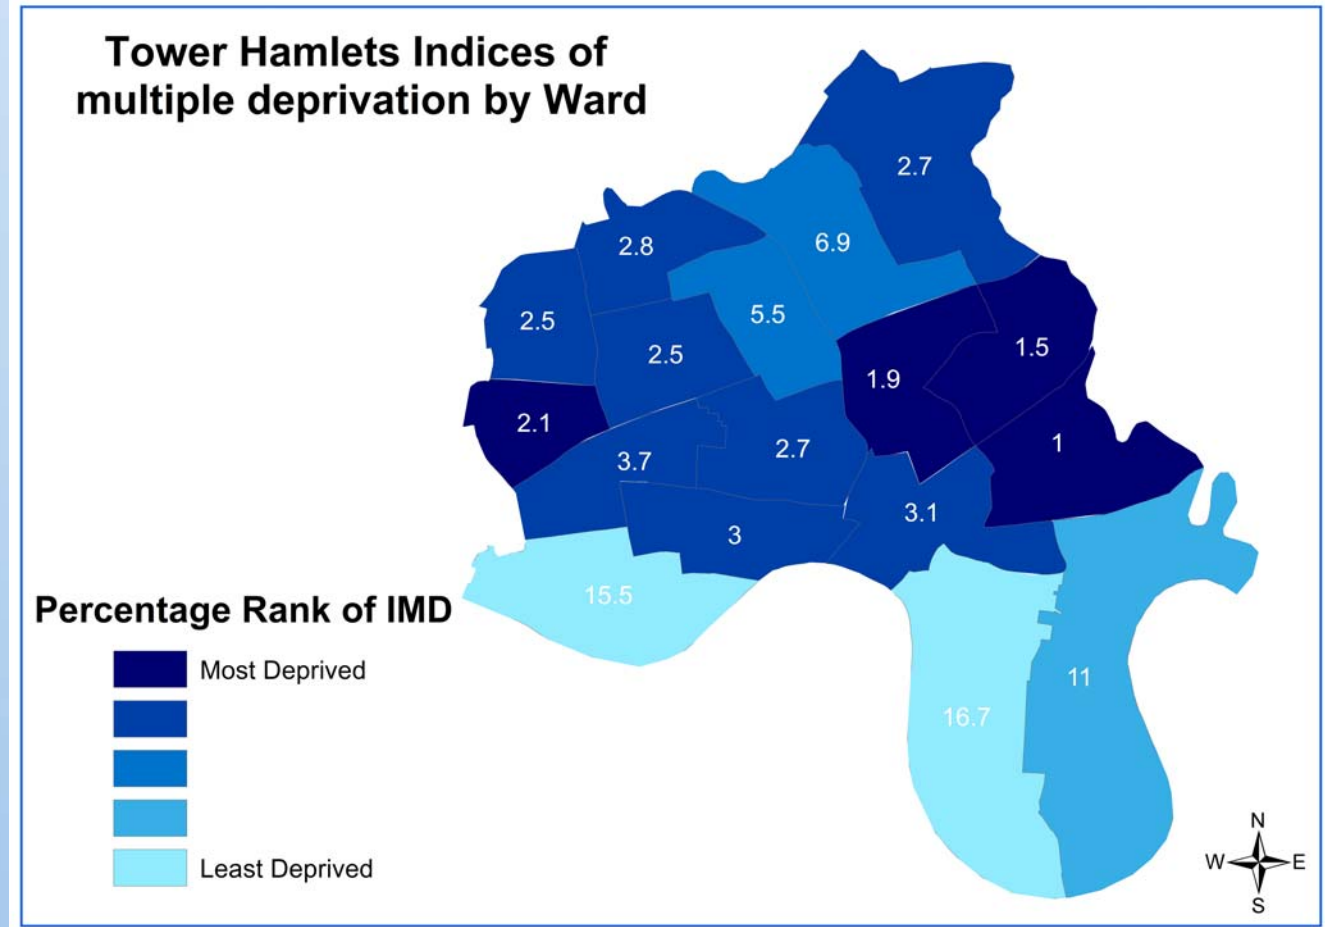 Tower Hamlets Indices of
multiple deprivation by Ward
2.7
6.9
2.8
5.5
2.5
2.5
1.5
1.9
2.1
1
2.7
3.7
3.1
3
15.5
Percentage Rank of IMD
Most Deprived
11
16.7
Least Deprived
N
W E
S